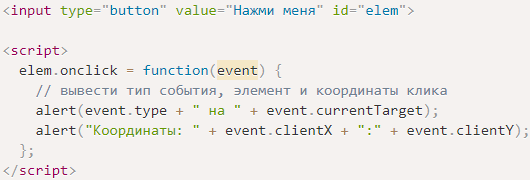 <input type="button" value="Нажми меня" id="elem">
<script>
elem.onclick = function(event) {
// вывести тип события, элемент и координаты клика
alert(event.type + " на " + event.currentTarget);
alert("Координаты: " + event.clientX + ":" + event.clientY);
};
</script>